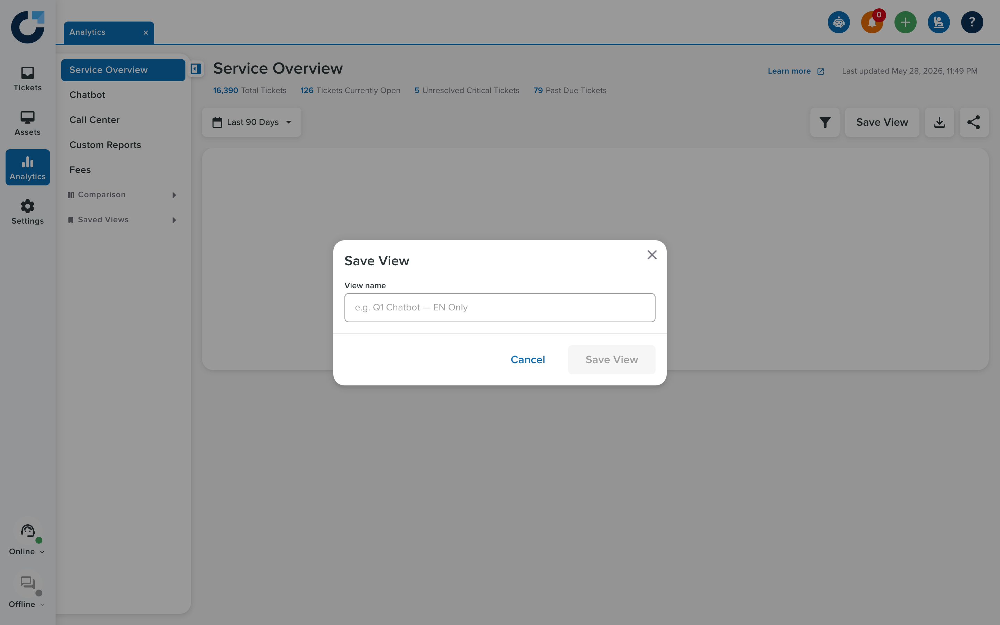 Analytics
0
?
Tickets
Assets
Analytics
Settings
Online
Offline
Service Overview
Chatbot
Call Center
Custom Reports
Fees
Comparison
Saved Views
Service Overview
Learn more
Last updated May 28, 2026, 11:49 PM
16,390 Total Tickets 126 Tickets Currently Open 5 Unresolved Critical Tickets 79 Past Due Tickets
Last 90 Days
Save View
Save View
View name
e.g. Q1 Chatbot — EN Only
Cancel
Save View